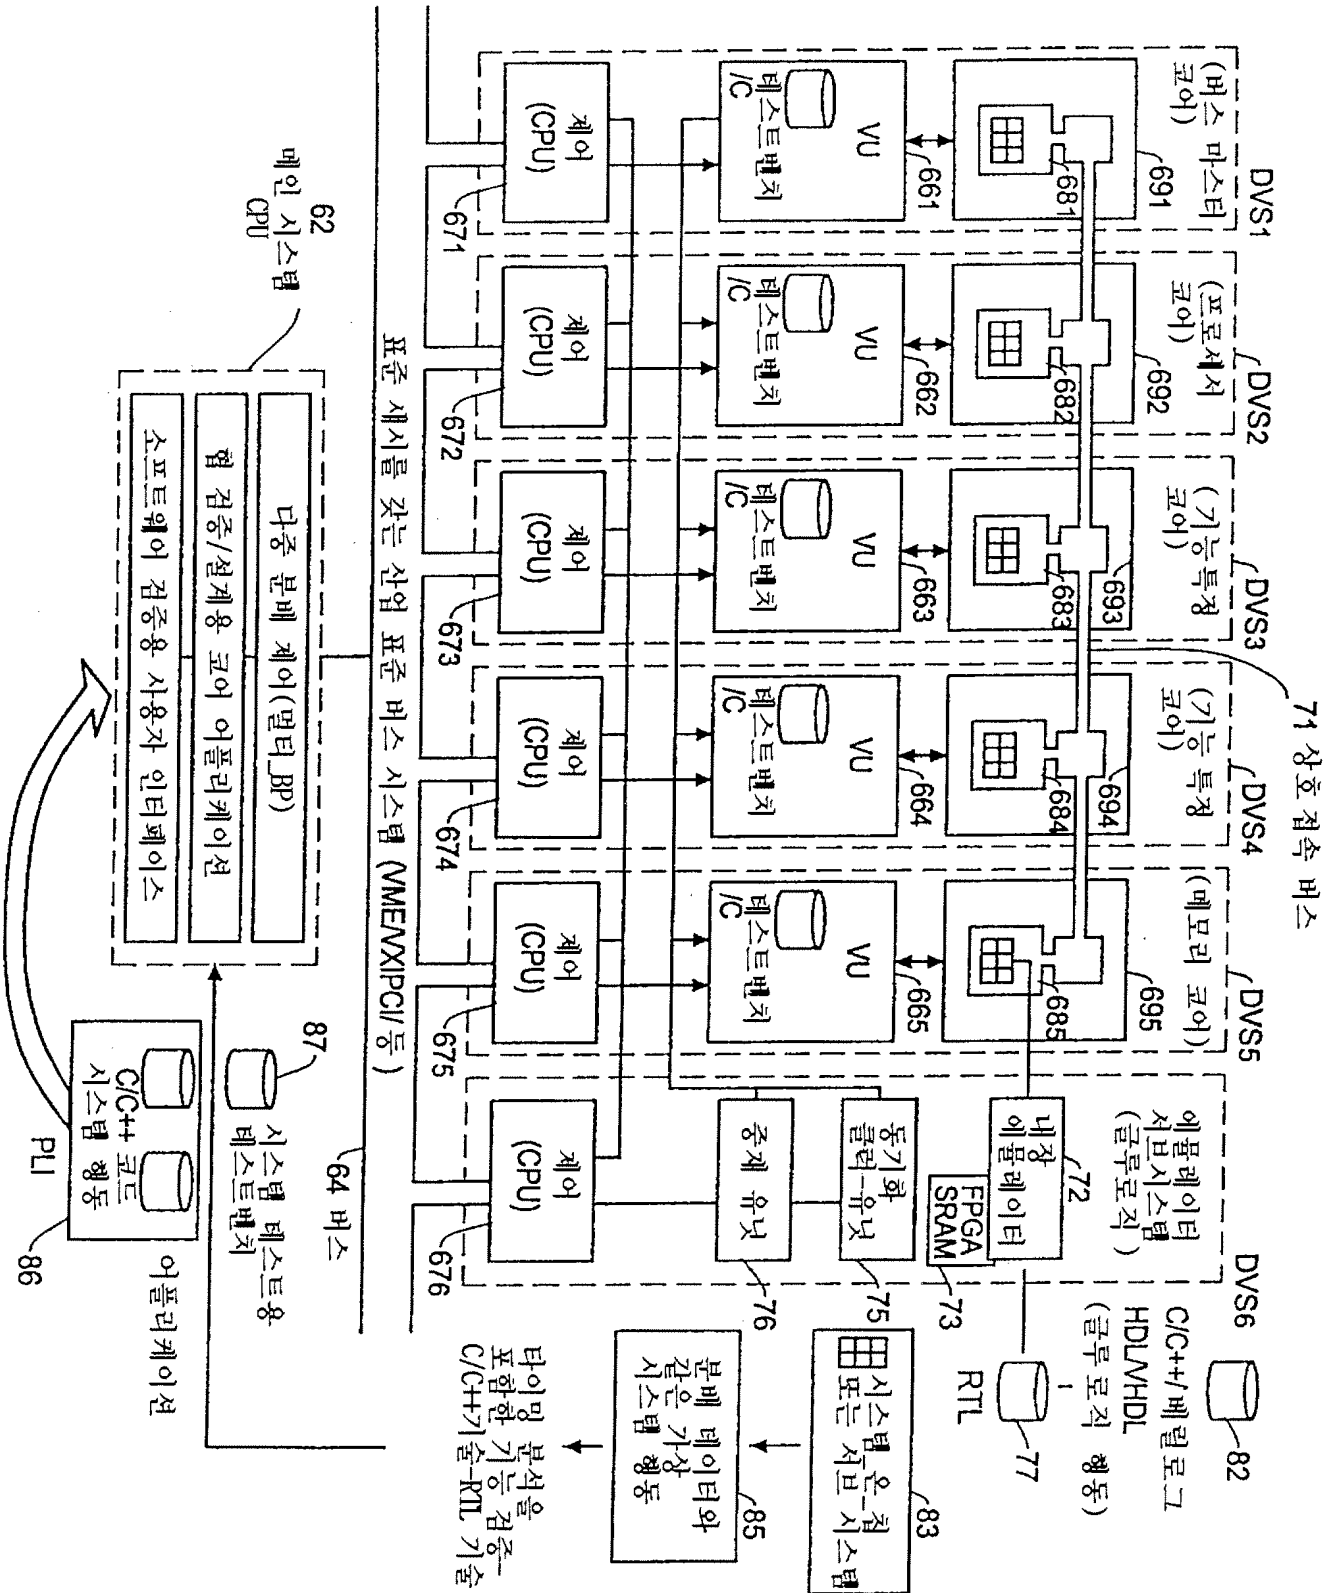 DVS1
(버스 마스터
코어)
691
681
661
VU
테스트벤치
/C
제어
(CPU)
671
DVS2
(프로세서
코어)
692
682
662
VU
테스트벤치
/C
제어
(CPU)
672
DVS3
(기능특정
코어)
693
683
663
VU
테스트벤치
/C
제어
(CPU)
673
71 상호 접속 버스
DVS4
(기능 특정
코어)
694
684
664
VU
테스트벤치
/C
제어
(CPU)
674
DVS5
(메모리 코어)
695
685
665
VU
테스트벤치
/C
제어
(CPU)
675
DVS6
에뮬레이터
서브시스템
(글루로직)
72
내장
에뮬레이터
FPGA
SRAM
73
동기화
클럭-유닛
75
중재 유닛
76
제어
(CPU)
676
82
C/C++/베릴로그
HDL/VHDL
(글루로직 행동)
RTL
77
83
시스템_온_칩
또는 서브 시스템
85
분배 데이터와
같은 가상
시스템 행동
타이밍 분석을
포함한 기능 검증-
C/C++기술-RTL 기술
표준 섀시를 갖는 산업 표준 버스 시스템 (VME/VXIPCI/등)
64 버스
62
메인 시스템
CPU
다중 분배 제어(멀터_BP)
협 검증/설계용 코어 어플리케이션
소프트웨어 검증용 사용자 인터페이스
87
시스템 테스트용
테스트벤치
C/C++ 코드
시스템 행동
PLI
86
어플리케이션